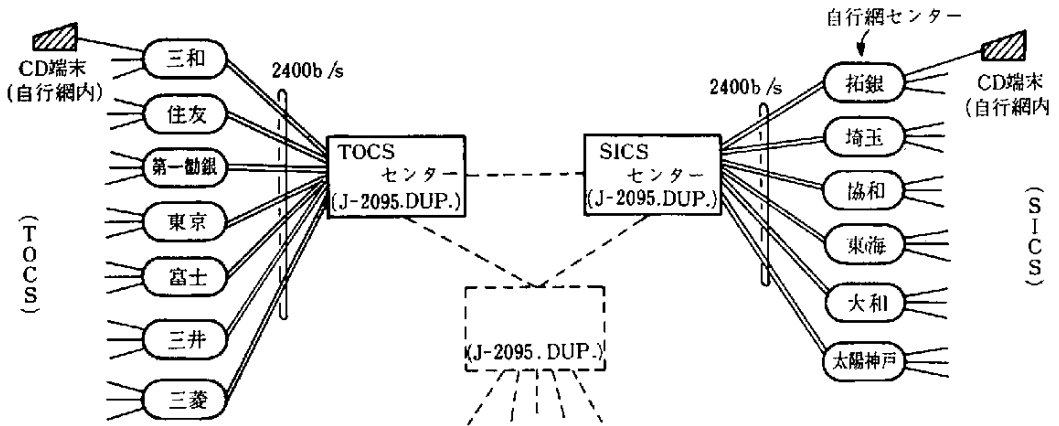 CD端末
(自行網内)
三和
住友
第一勧銀
東京
富士
三井
三菱
(TOCS)
2400b/s
TOCS
センター
(J-2095.DUP.)
SICS
センター
(J-2095.DUP.)
(J-2095.DUP.)
2400b/s
自行網センター
拓銀
埼玉
協和
東海
大和
太陽神戸
CD端末
(自行網内
(SICS)